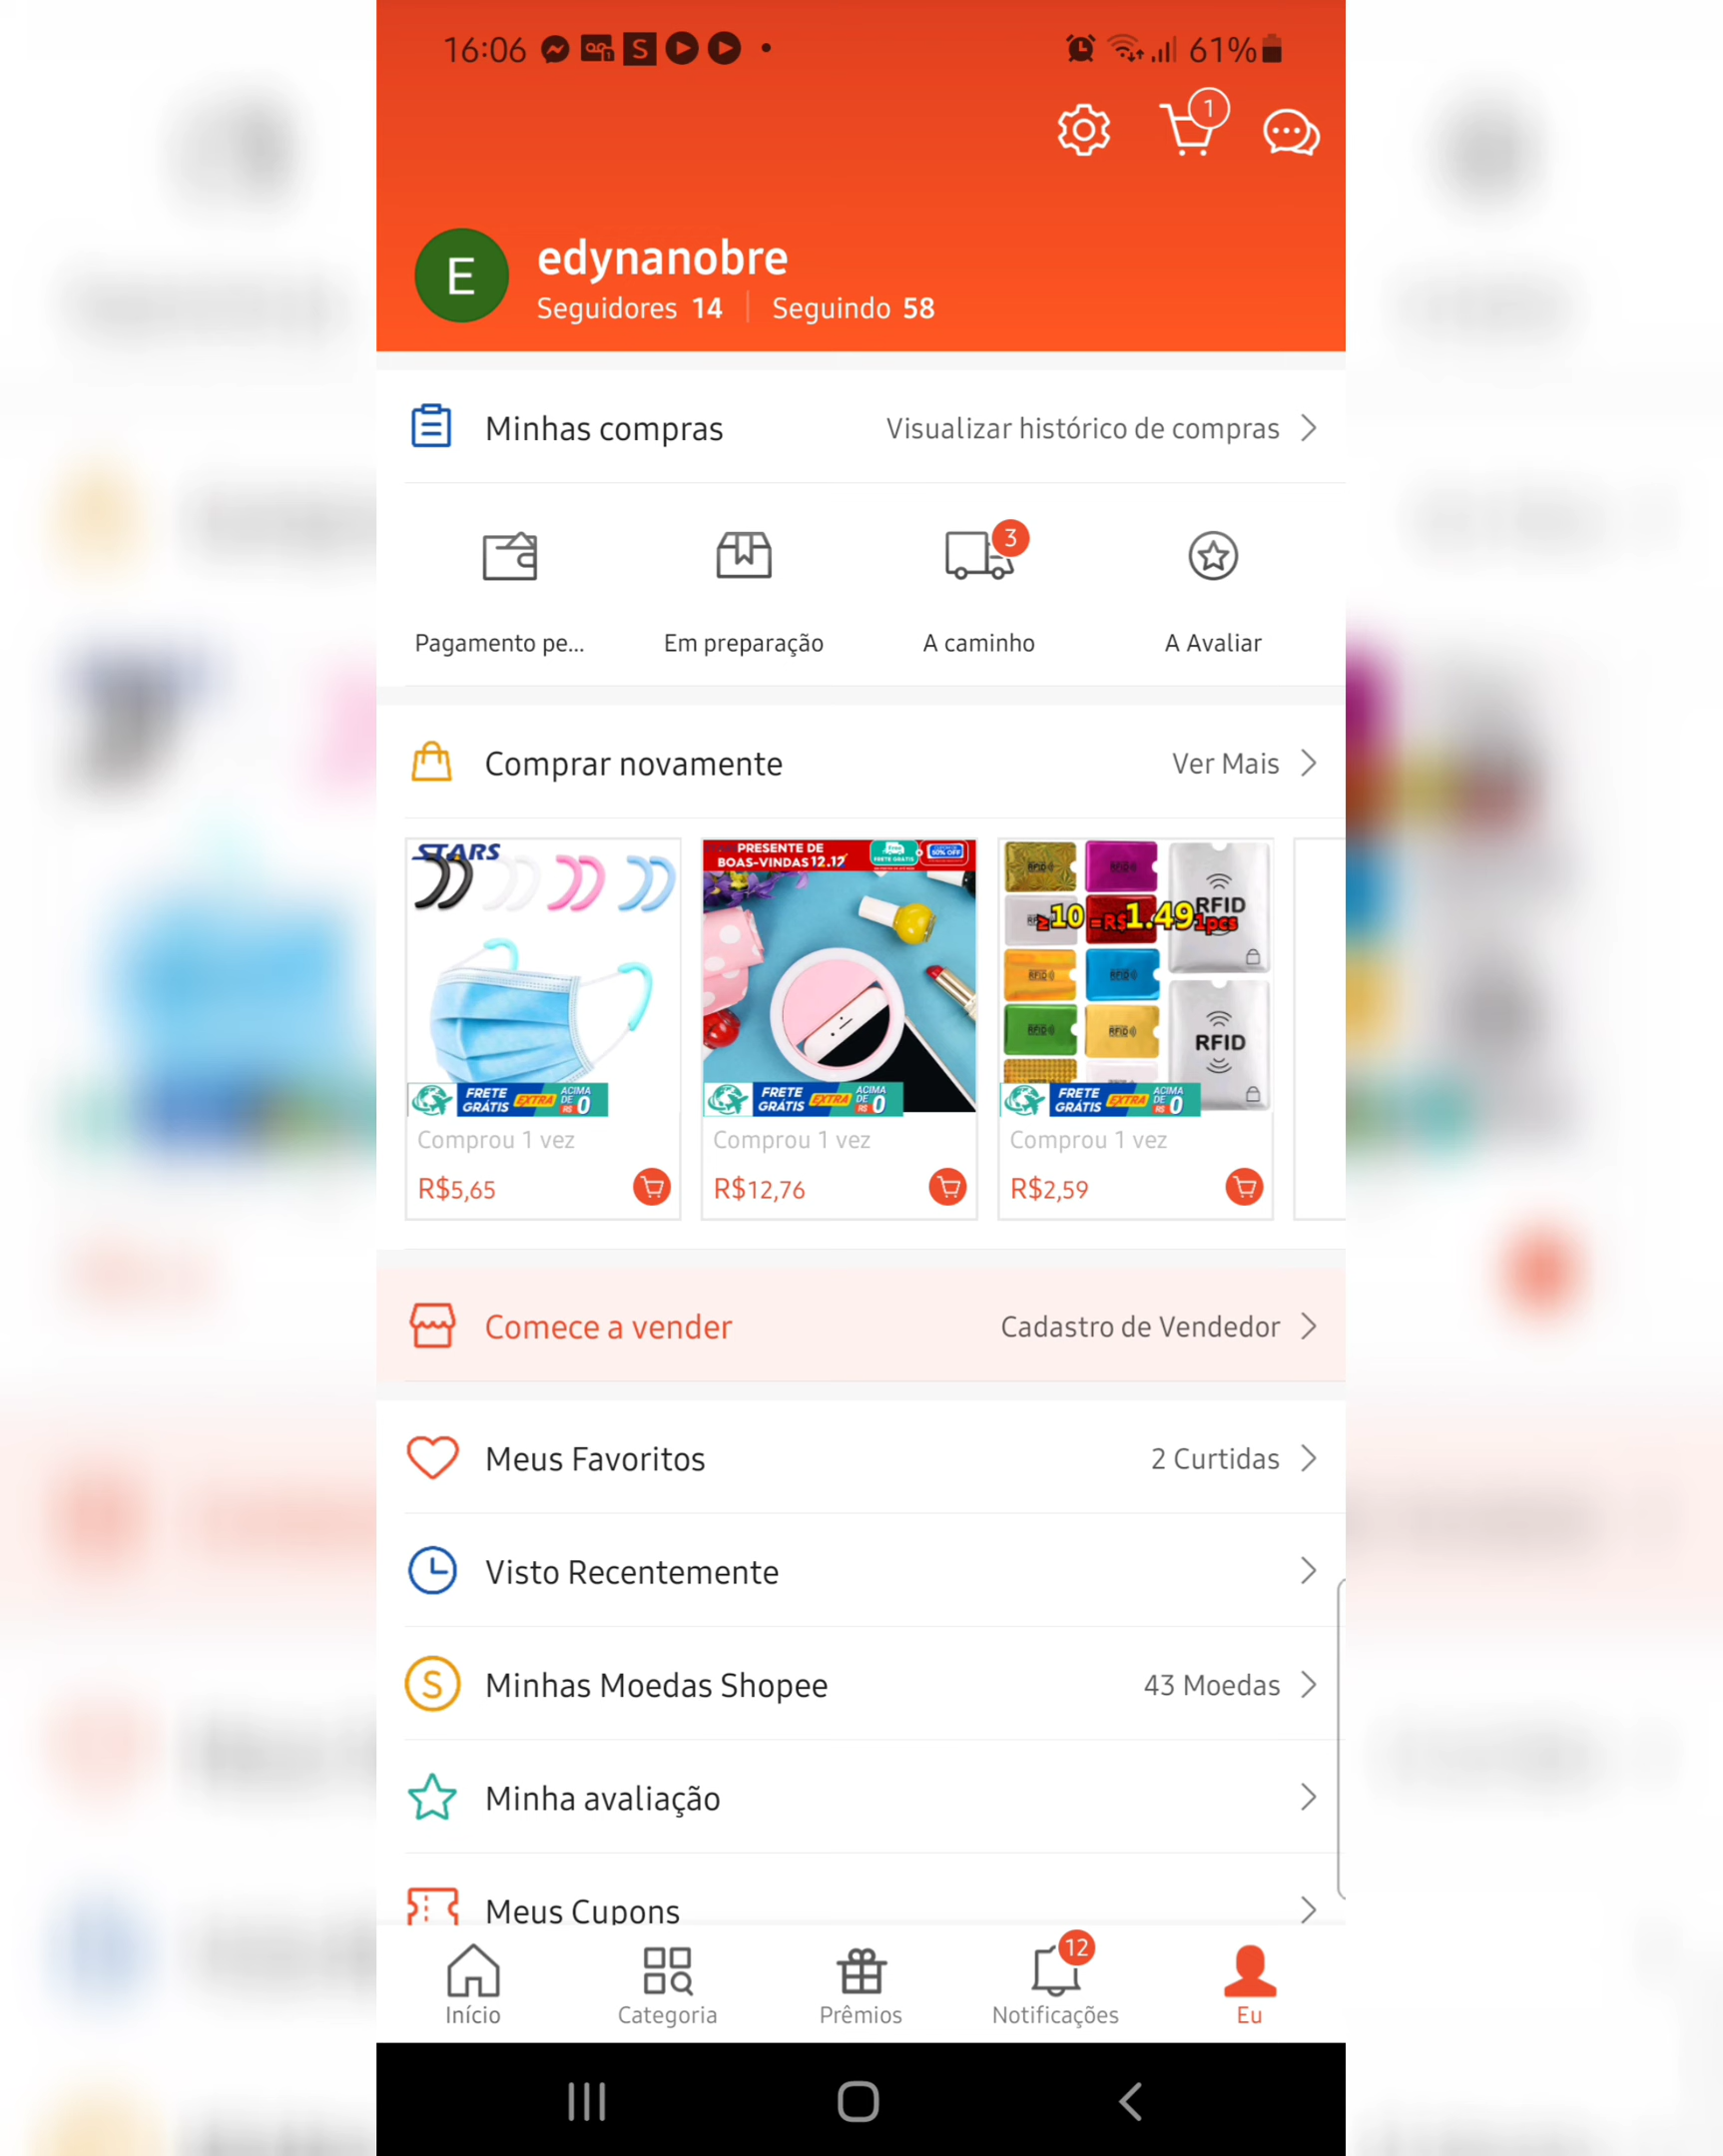 16:06
61%
1
E
edynanobre
Seguidores 14 | Seguindo 58
Minhas compras
Visualizar histórico de compras
3
Pagamento pe...
Em preparação
A caminho
A Avaliar
Comprar novamente
Ver Mais
STARS
FRETE GRÁTIS EXTRA ACIMA DE R$ 0
Comprou 1 vez
R$5,65
PRESENTE DE
BOAS-VINDAS 12.12
FRETE GRÁTIS
50% OFF
FRETE GRÁTIS EXTRA ACIMA DE R$ 0
Comprou 1 vez
R$12,76
RFID
≥10 =R$1.49 1pcs
RFID
RFID
FRETE GRÁTIS EXTRA ACIMA DE R$ 0
Comprou 1 vez
R$2,59
Comece a vender
Cadastro de Vendedor
Meus Favoritos
2 Curtidas
Visto Recentemente
S
Minhas Moedas Shopee
43 Moedas
Minha avaliação
Meus Cupons
12
Início
Categoria
Prêmios
Notificações
Eu